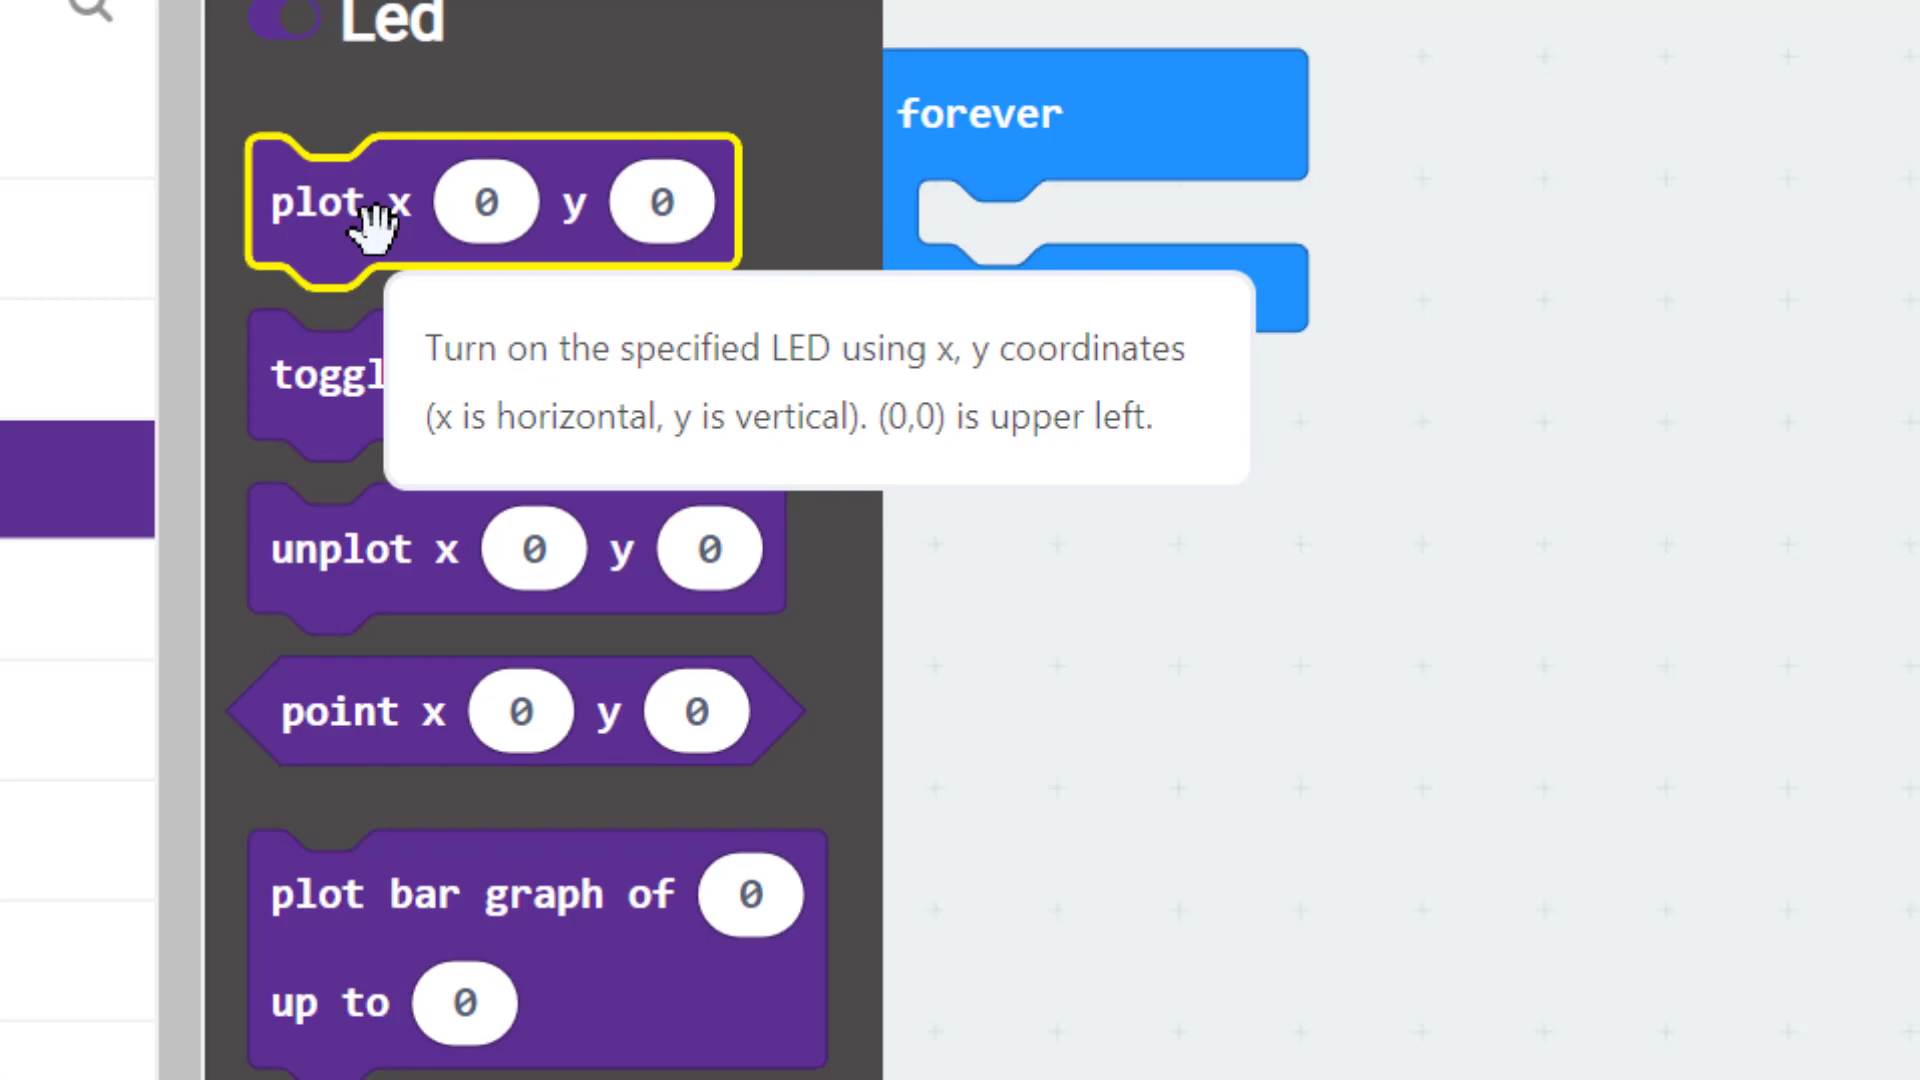 Led
forever
plot x 0 y 0
Turn on the specified LED using x, y coordinates
(x is horizontal, y is vertical). (0,0) is upper left.
unplot x 0 y 0
point x 0 y 0
plot bar graph of 0
up to 0